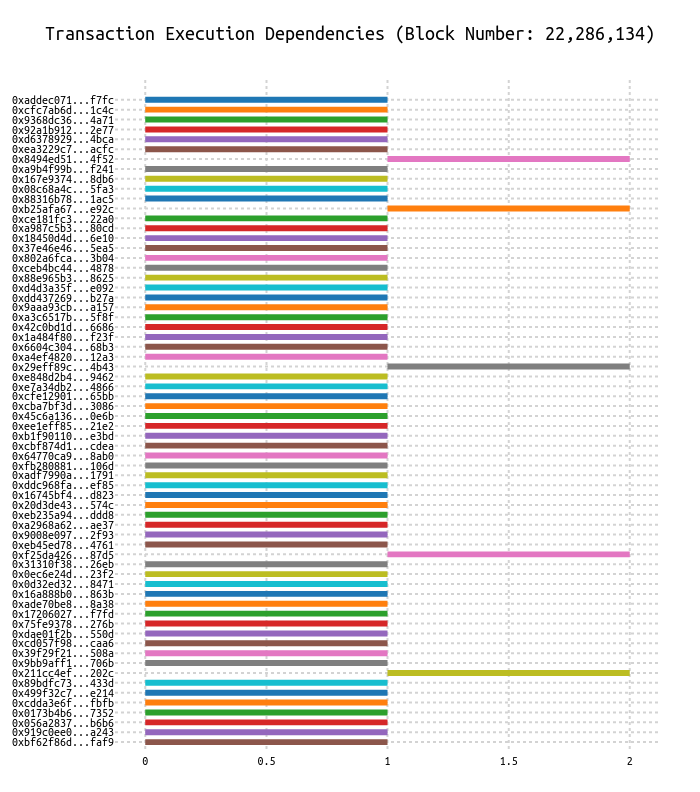 Transaction Execution Dependencies (Block Number: 22,286,134)
0xaddec071...f7fc
0xcfc7ab6d...1c4c
0x9368dc36...4a71
0x92a1b912...2e77
0xd6378929...4bca
0xea3229c7...acfc
0x8494ed51...4f52
0xa9b4f99b...f241
0x167e9374...8db6
0x08c68a4c...5fa3
0x88316b78...1ac5
0xb25afa67...e92c
0xce181fc3...22a0
0xa987c5b3...80cd
0x18450d4d...6e10
0x37e46e46...5ea5
0x802a6fca...3b04
0xceb4bc44...4878
0x88e965b3...8625
0xd4d3a35f...e092
0xdd437269...b27a
0x9aaa93cb...a157
0xa3c6517b...5f8f
0x42c0bd1d...6686
0x1a484f80...f23f
0x6604c304...68b3
0xa4ef4820...12a3
0x29eff89c...4b43
0xe848d2b4...9462
0xe7a34db2...4866
0xcfe12901...65bb
0xcba7bf3d...3086
0x45c6a136...0e6b
0xee1eff85...21e2
0xb1f90110...e3bd
0xcbf874d1...cdea
0x64770ca9...8ab0
0xfb280881...106d
0xadf7990a...1791
0xddc968fa...ef85
0x16745bf4...d823
0x20d3de43...574c
0xeb235a94...ddd8
0xa2968a62...ae37
0x9008e097...2f93
0xeb45ed78...4761
0xf25da426...87d5
0x31310f38...26eb
0x0ec6e24d...23f2
0x0d32ed32...8471
0x16a888b0...863b
0xade70be8...8a38
0x17206027...f7fd
0x75fe9378...276b
0xdae01f2b...550d
0xcd057f98...caa6
0x39f29f21...508a
0x9bb9aff1...706b
0x211cc4ef...202c
0x89bdfc73...433d
0x499f32c7...e214
0xcdda3e6f...fbfb
0x0173b4b6...7352
0x056a2837...b6b6
0x919c0ee0...a243
0xbf62f86d...faf9
0 0.5 1 1.5 2